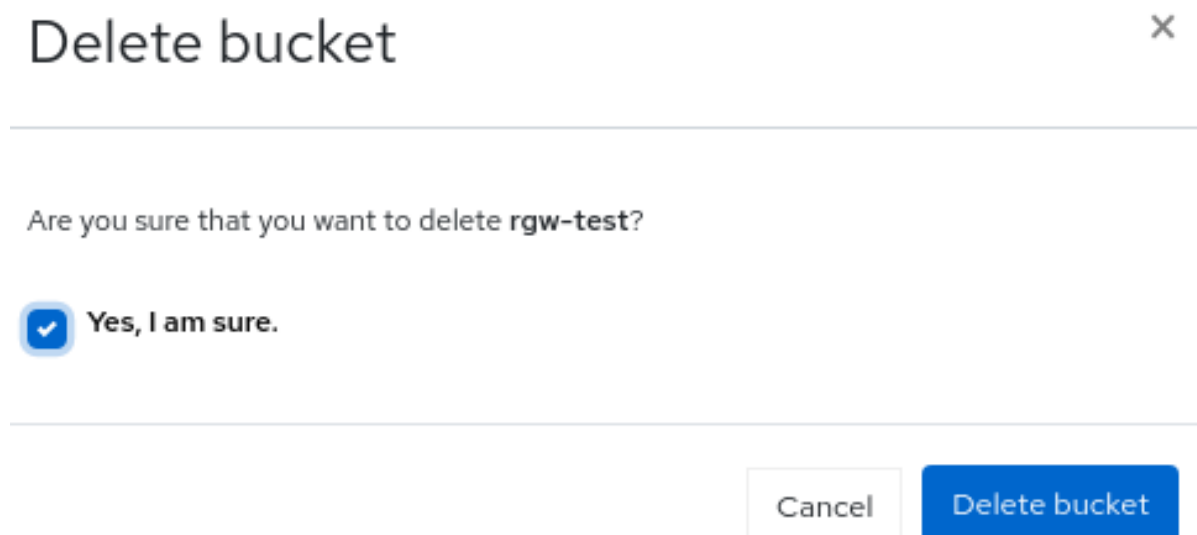 Delete bucket
Are you sure that you want to delete rgw-test?
Yes, I am sure.
Cancel
Delete bucket